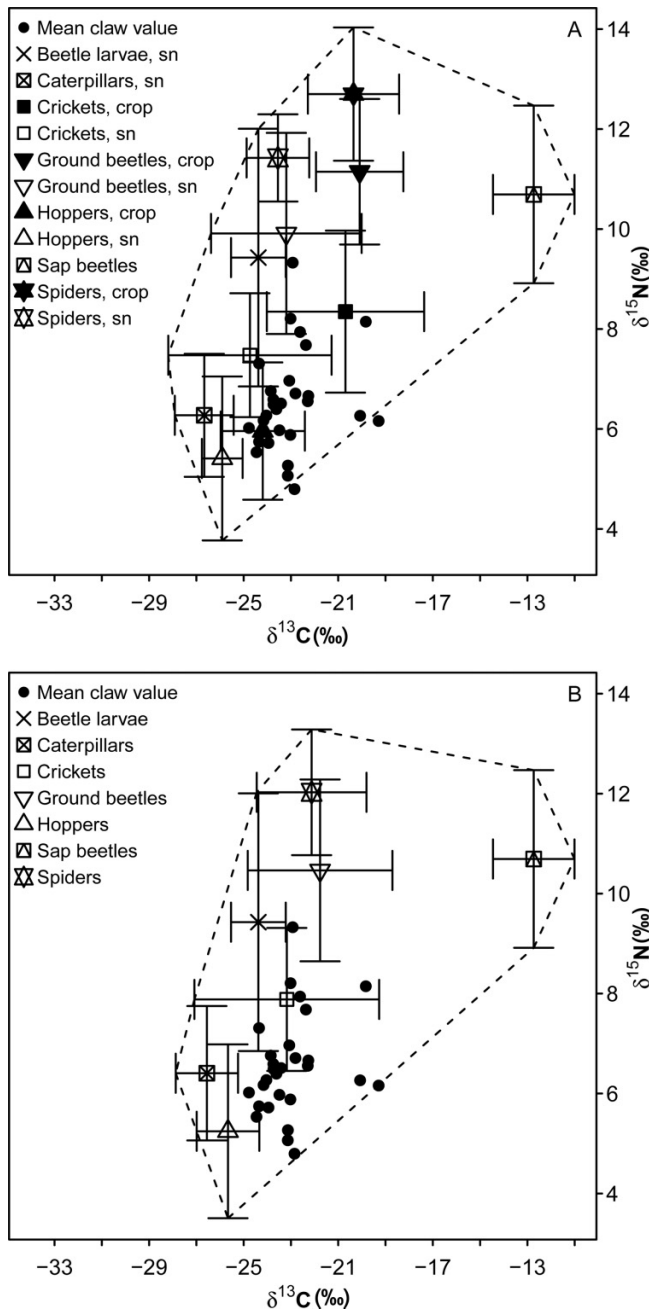 A
Mean claw value
Beetle larvae, sn
Caterpillars, sn
Crickets, crop
Crickets, sn
Ground beetles, crop
Ground beetles, sn
Hoppers, crop
Hoppers, sn
Sap beetles
Spiders, crop
Spiders, sn
14
12
10
8
6
4
δ¹⁵N(‰)
−33 −29 −25 −21 −17 −13
δ¹³C(‰)
B
Mean claw value
Beetle larvae
Caterpillars
Crickets
Ground beetles
Hoppers
Sap beetles
Spiders
14
12
10
8
6
4
δ¹⁵N(‰)
−33 −29 −25 −21 −17 −13
δ¹³C(‰)